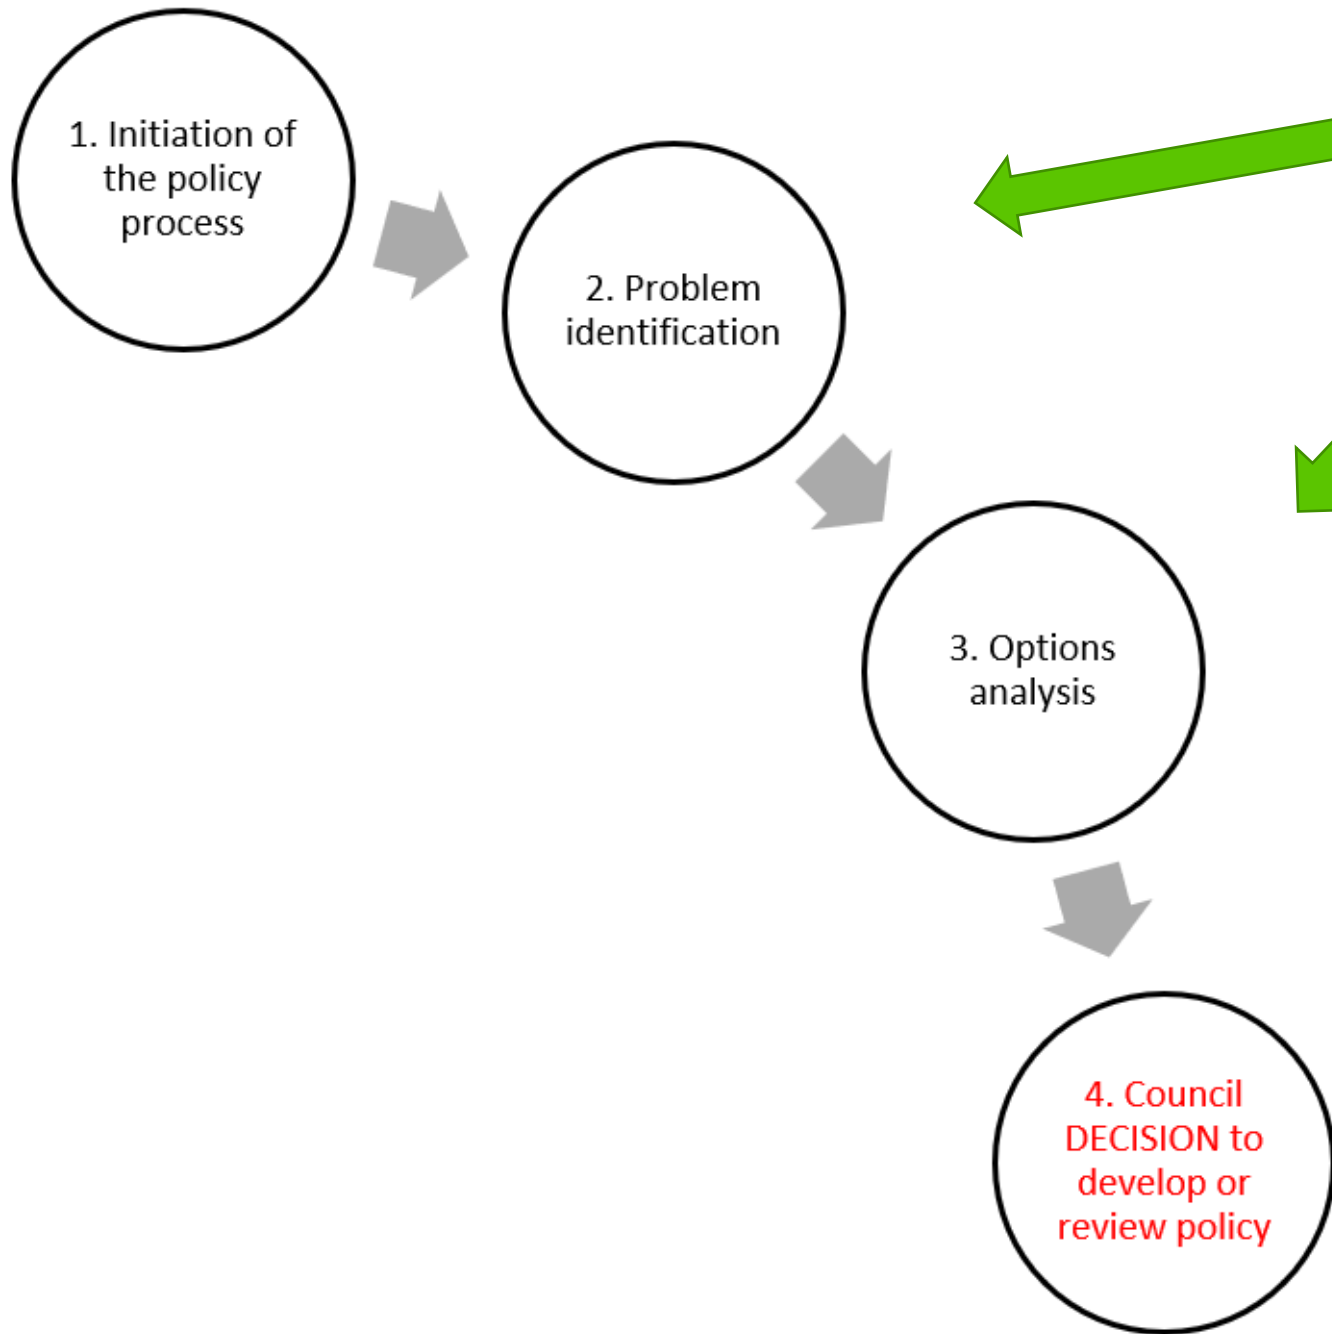 1. Initiation of
the policy
process
2. Problem
identification
3. Options
analysis
4. Council
DECISION to
develop or
review policy